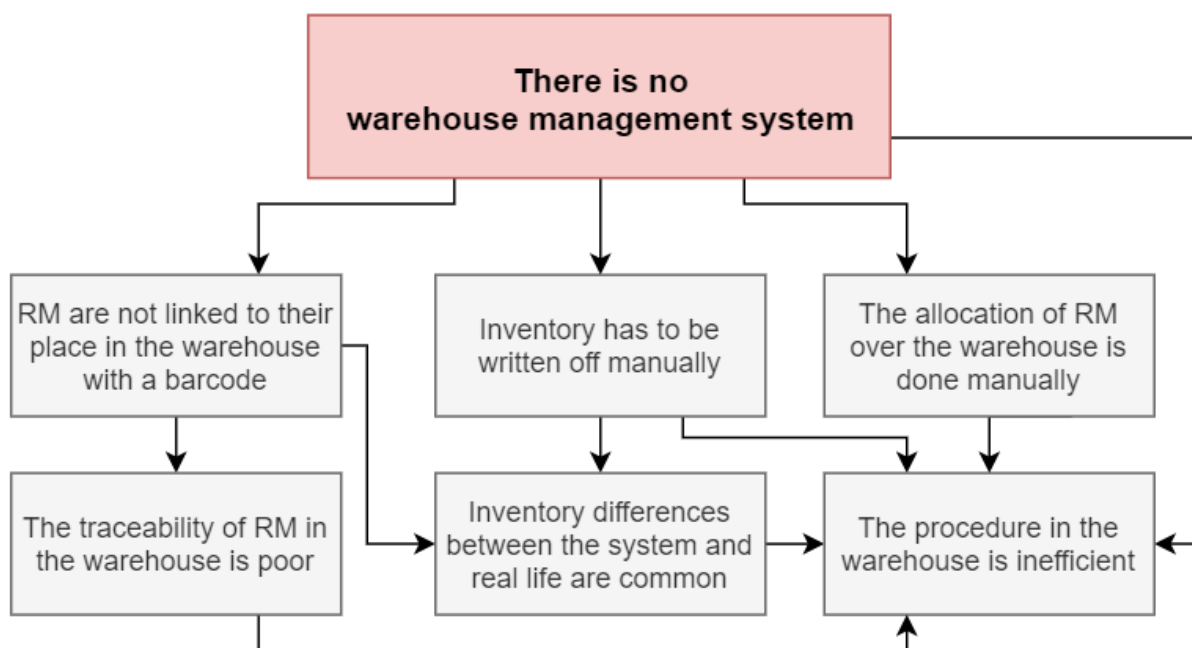 There is no
warehouse management system
RM are not linked to their
place in the warehouse
with a barcode
Inventory has to be
written off manually
The allocation of RM
over the warehouse is
done manually
The traceability of RM in
the warehouse is poor
Inventory differences
between the system and
real life are common
The procedure in the
warehouse is inefficient